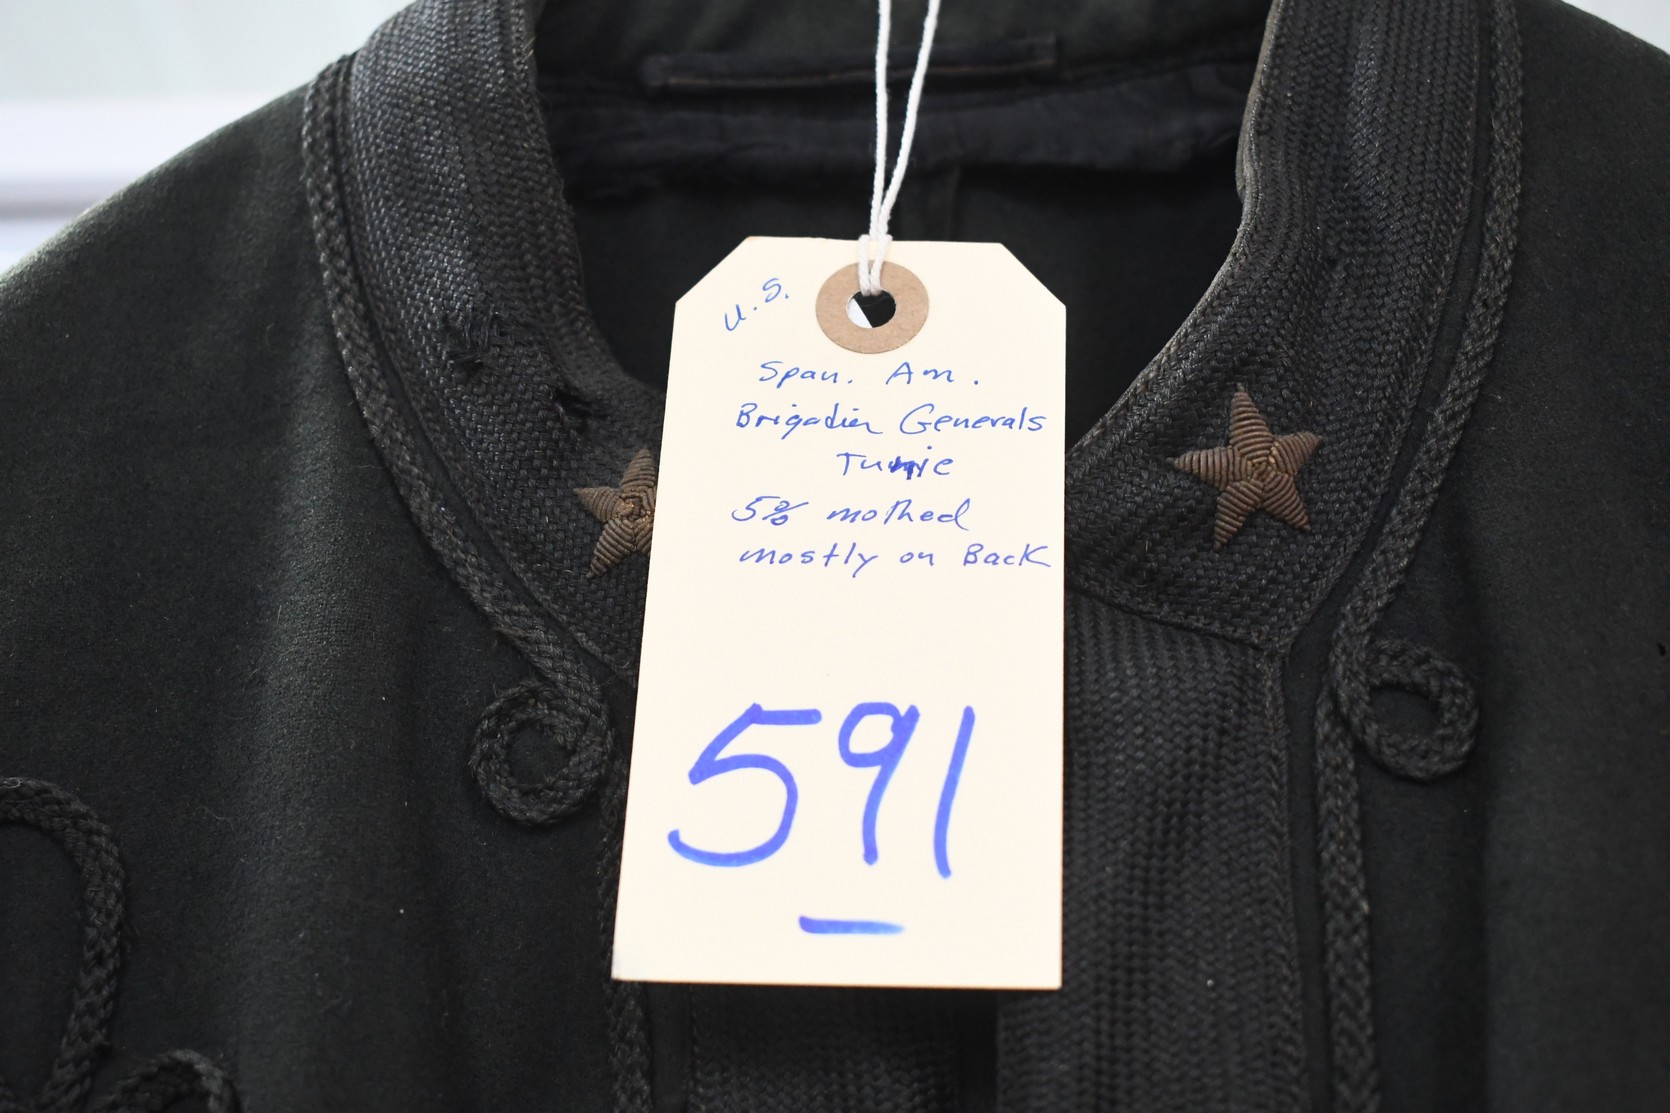 U.S.
Span. Am.
Brigadier Generals
Tunic
5% mothed
mostly on Back
591